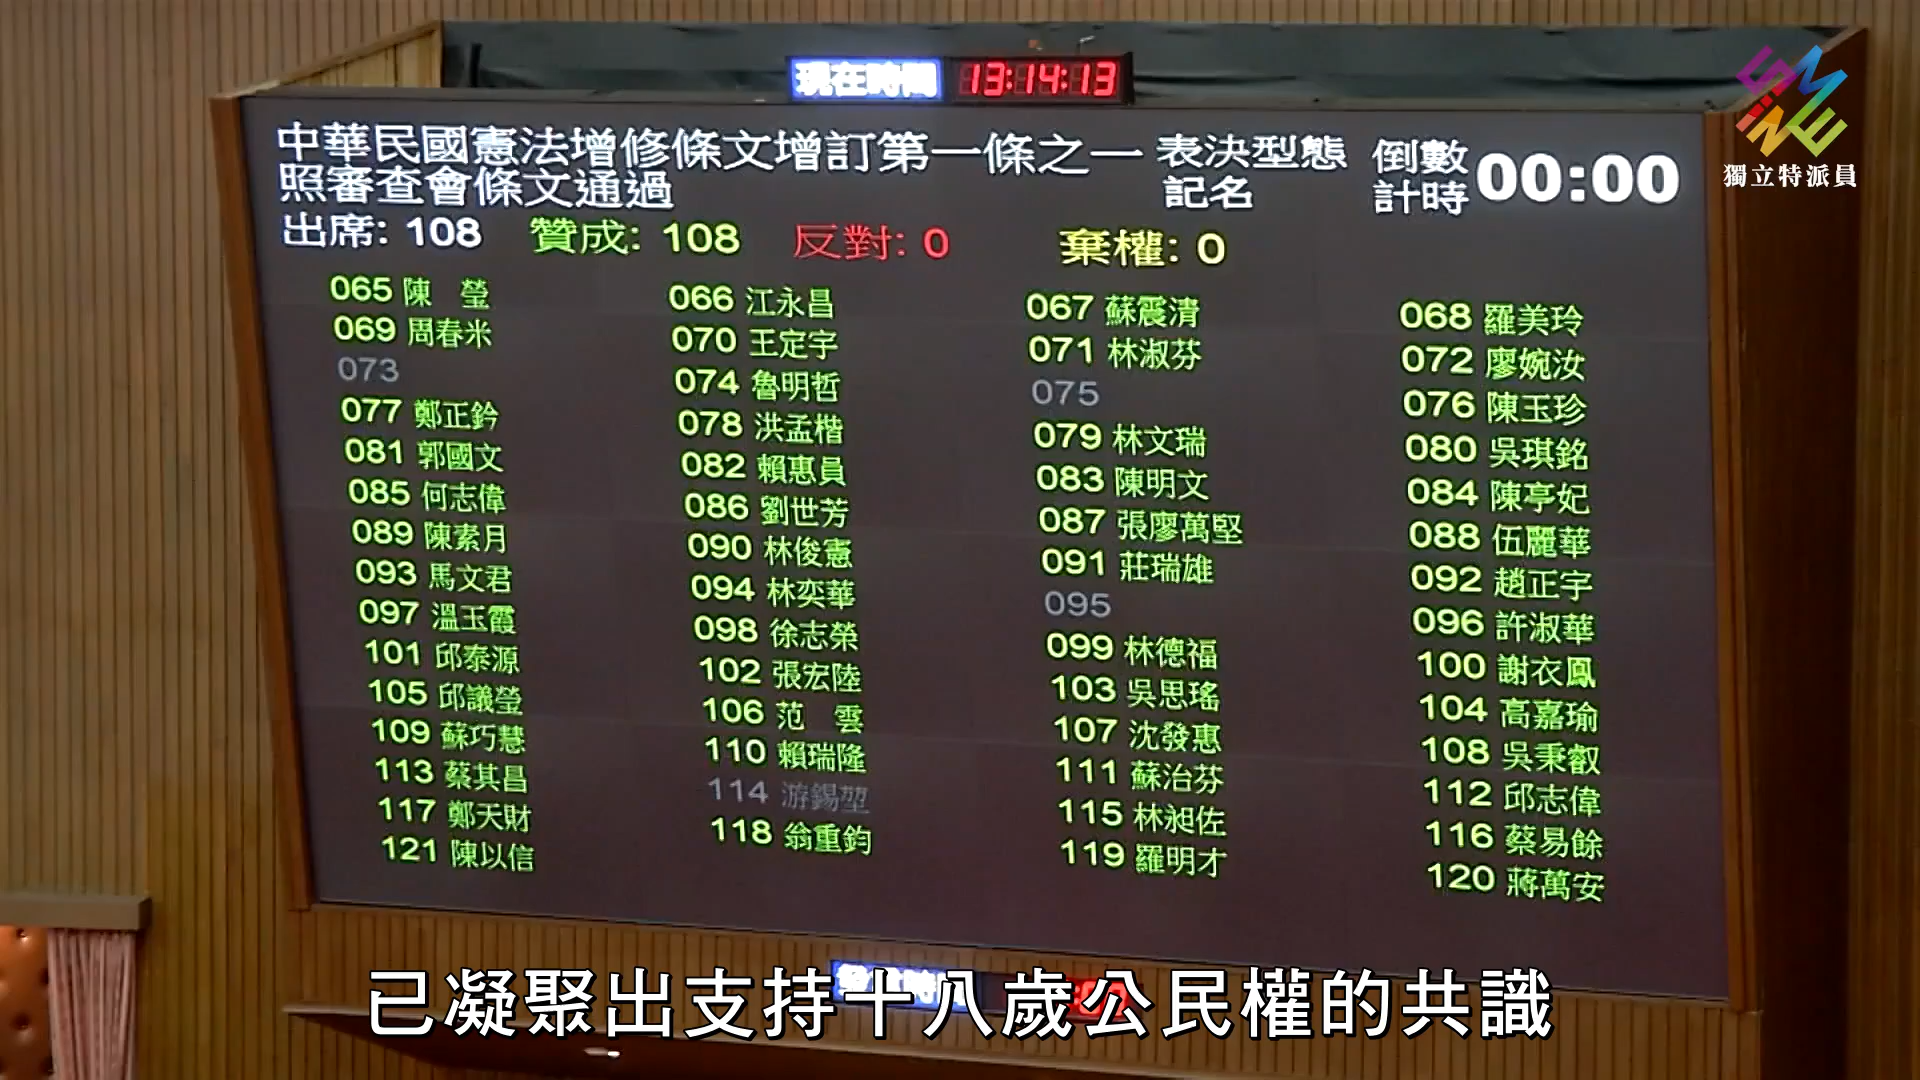 現在時間 13:14:13
SMiNE
獨立特派員
中華民國憲法增修條文增訂第一條之一
照審查會條文通過
表決型態
記名
倒數
計時
00:00
出席: 108 贊成: 108 反對: 0 棄權: 0
065 陳 瑩 066 江永昌 067 蘇震清 068 羅美玲
069 周春米 070 王定宇 071 林淑芬 072 廖婉汝
073 074 魯明哲 075 076 陳玉珍
077 鄭正鈐 078 洪孟楷 079 林文瑞 080 吳琪銘
081 郭國文 082 賴惠員 083 陳明文 084 陳亭妃
085 何志偉 086 劉世芳 087 張廖萬堅 088 伍麗華
089 陳素月 090 林俊憲 091 莊瑞雄 092 趙正宇
093 馬文君 094 林奕華 095 096 許淑華
097 溫玉霞 098 徐志榮 099 林德福 100 謝衣鳳
101 邱泰源 102 張宏陸 103 吳思瑤 104 高嘉瑜
105 邱議瑩 106 范 雲 107 沈發惠 108 吳秉叡
109 蘇巧慧 110 賴瑞隆 111 蘇治芬 112 邱志偉
113 蔡其昌 114 游錫堃 115 林昶佐 116 蔡易餘
117 鄭天財 118 翁重鈞 119 羅明才 120 蔣萬安
121 陳以信
已凝聚出支持十八歲公民權的共識